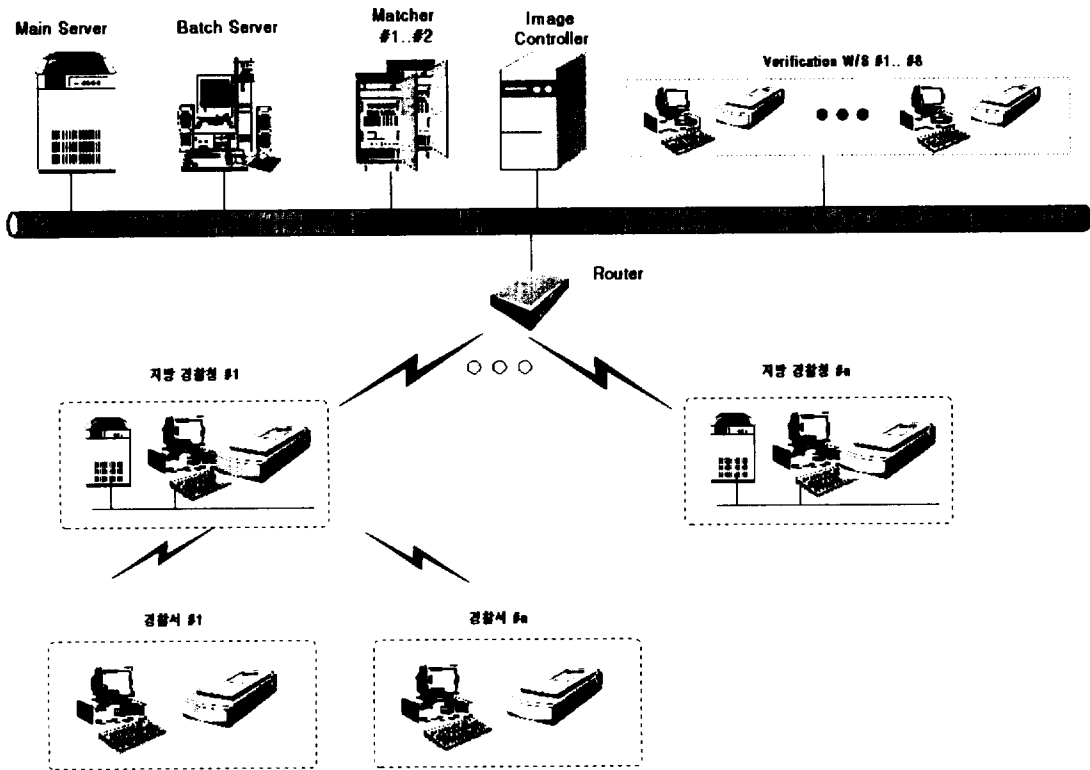 Main Server
Batch Server
Matcher
#1..#2
Image
Controller
Verification W/S #1.. #6
Router
지방 경찰청 #1
지방 경찰청 #n
경찰서 #1
경찰서 #n